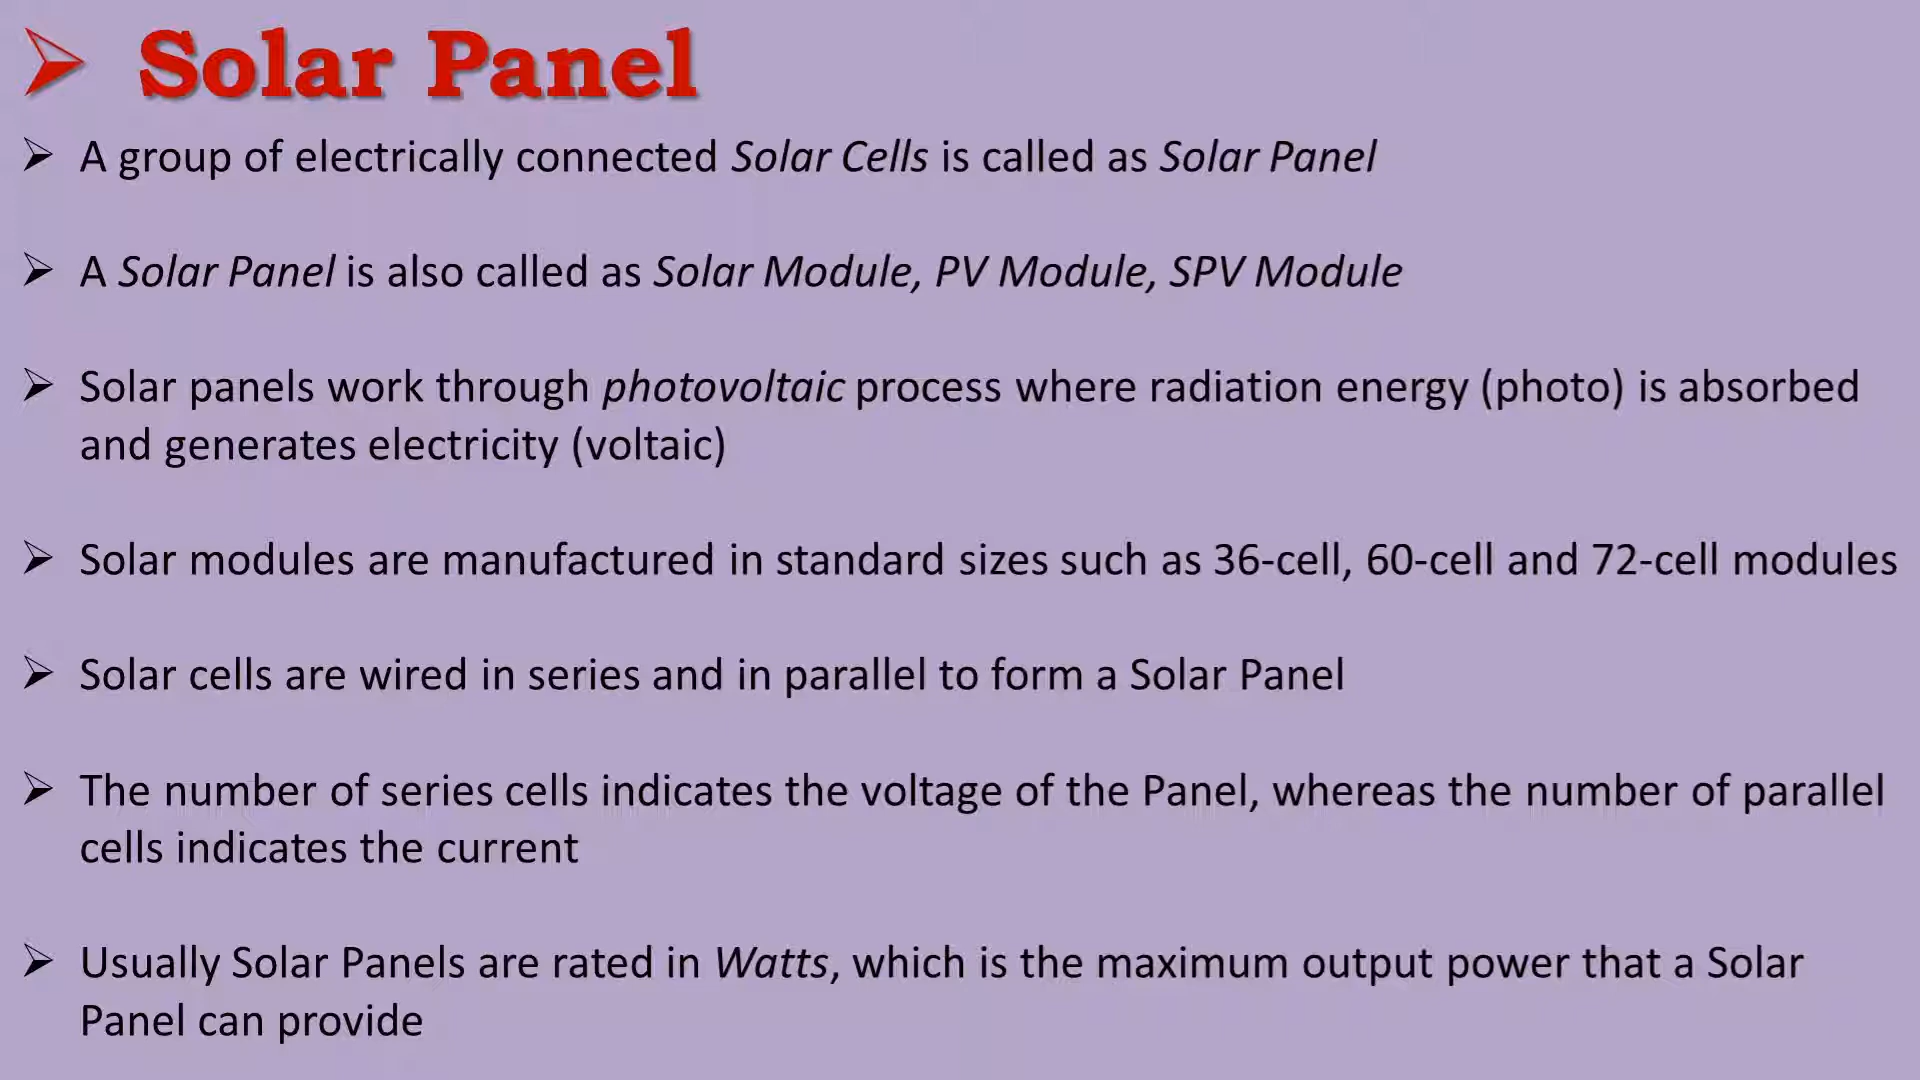 ➢ Solar Panel
➢ A group of electrically connected Solar Cells is called as Solar Panel
➢ A Solar Panel is also called as Solar Module, PV Module, SPV Module
➢ Solar panels work through photovoltaic process where radiation energy (photo) is absorbed
and generates electricity (voltaic)
➢ Solar modules are manufactured in standard sizes such as 36-cell, 60-cell and 72-cell modules
➢ Solar cells are wired in series and in parallel to form a Solar Panel
➢ The number of series cells indicates the voltage of the Panel, whereas the number of parallel
cells indicates the current
➢ Usually Solar Panels are rated in Watts, which is the maximum output power that a Solar
Panel can provide